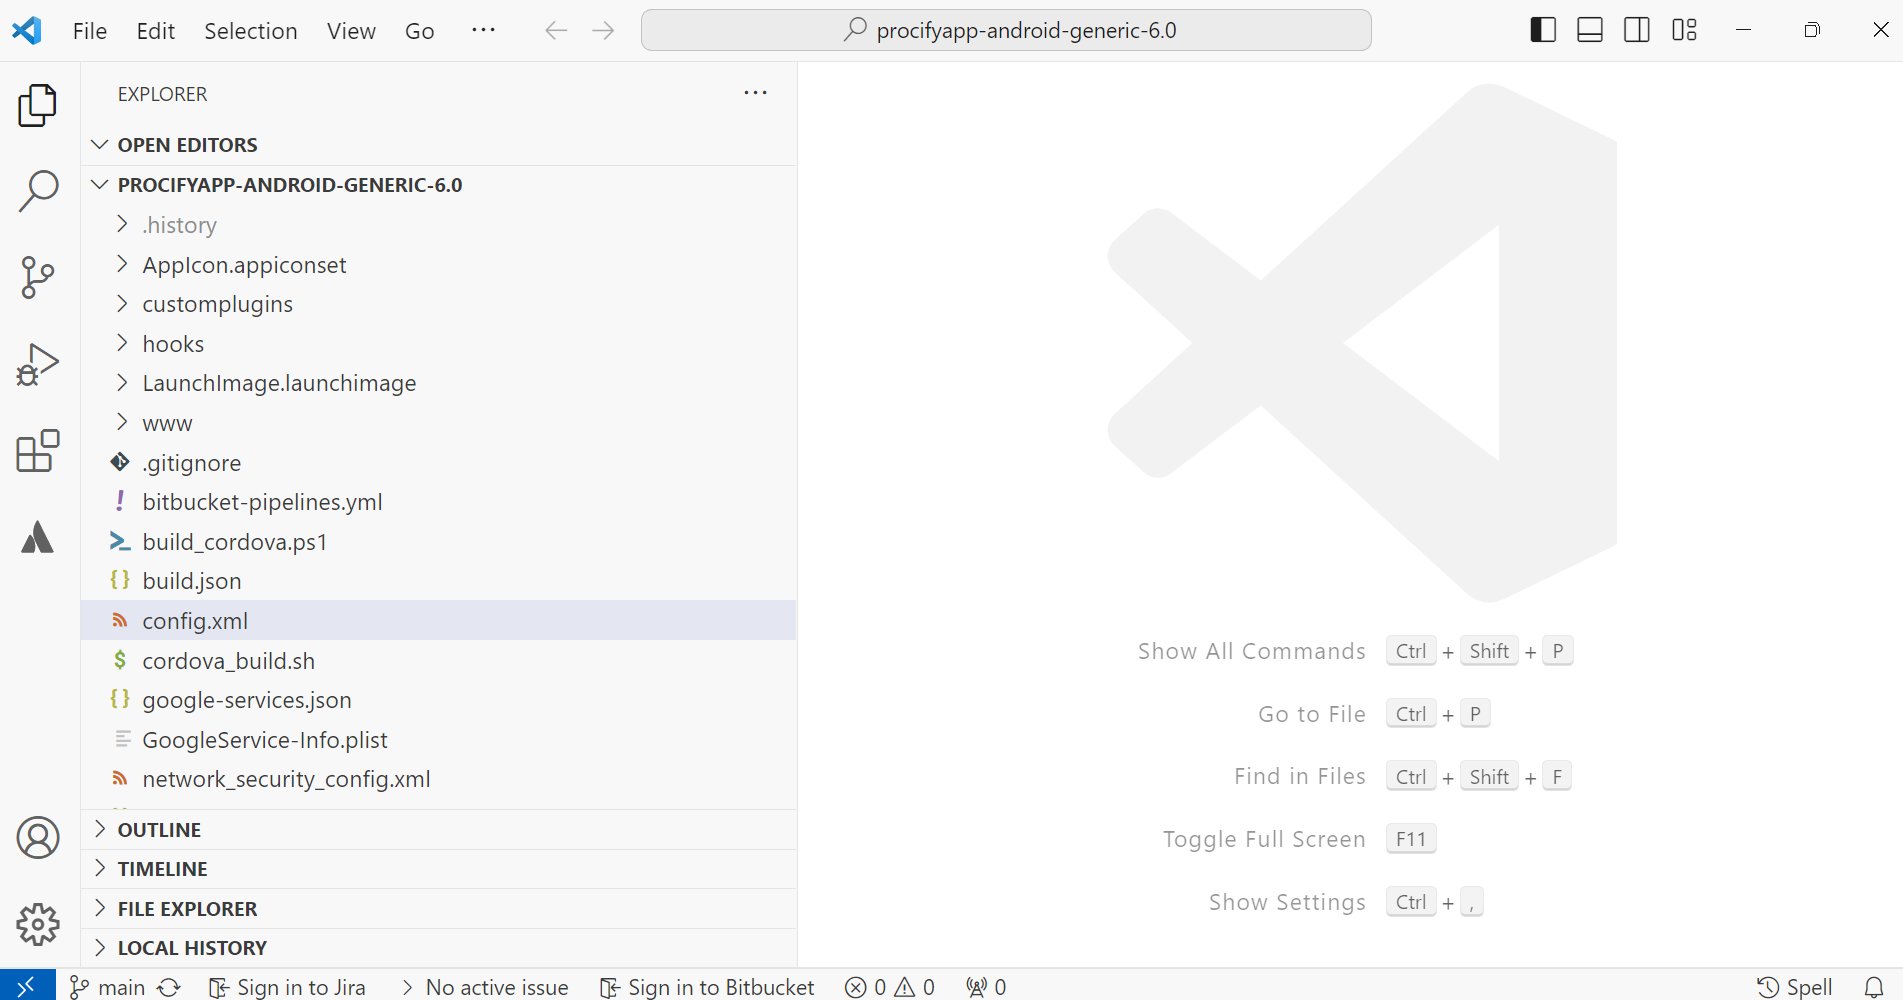 File Edit Selection View Go ··· procifyapp-android-generic-6.0
EXPLORER ···
OPEN EDITORS
PROCIFYAPP-ANDROID-GENERIC-6.0
.history
AppIcon.appiconset
customplugins
hooks
LaunchImage.launchimage
www
.gitignore
bitbucket-pipelines.yml
build_cordova.ps1
build.json
config.xml
cordova_build.sh
google-services.json
GoogleService-Info.plist
network_security_config.xml
OUTLINE
TIMELINE
FILE EXPLORER
LOCAL HISTORY
Show All Commands Ctrl + Shift + P
Go to File Ctrl + P
Find in Files Ctrl + Shift + F
Toggle Full Screen F11
Show Settings Ctrl + ,
main Sign in to Jira No active issue Sign in to Bitbucket 0 0 0 Spell